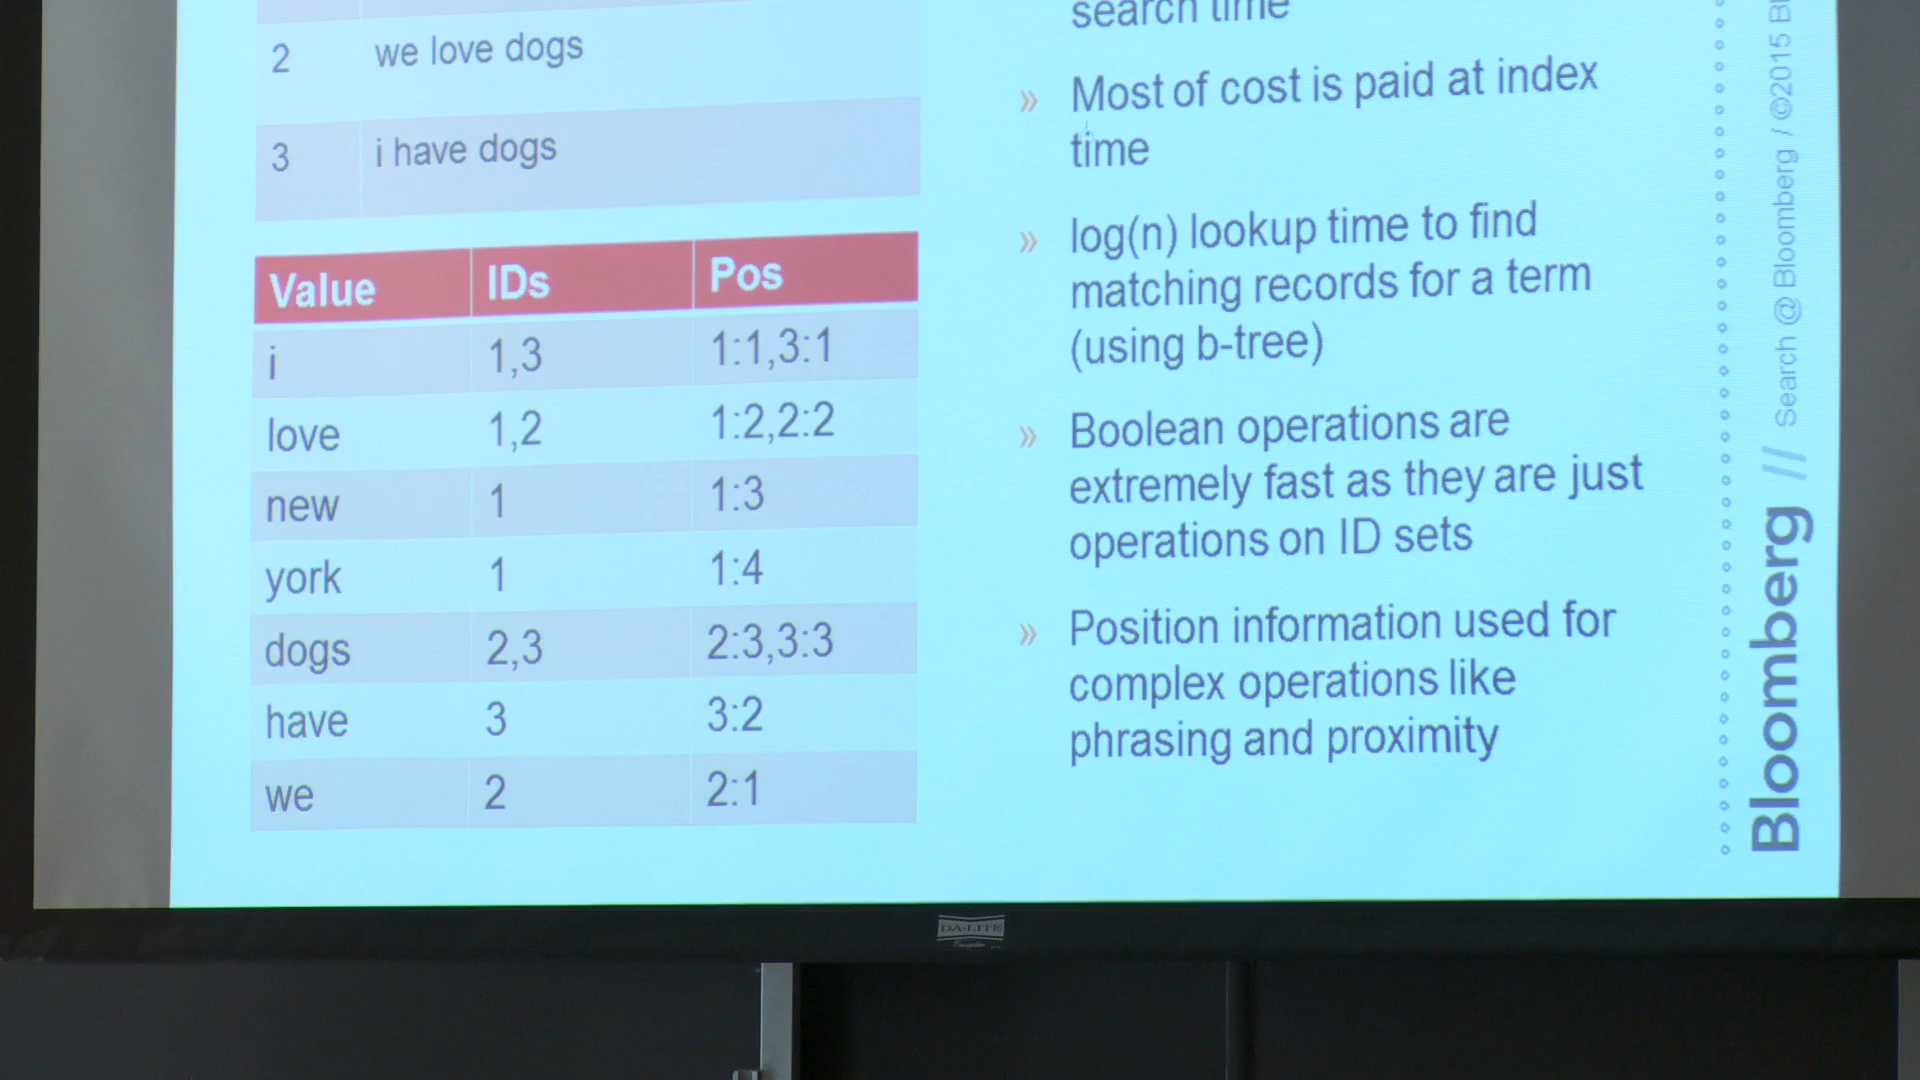 2 we love dogs
3 i have dogs
Value IDs Pos
i 1,3 1:1,3:1
love 1,2 1:2,2:2
new 1 1:3
york 1 1:4
dogs 2,3 2:3,3:3
have 3 3:2
we 2 2:1
search time
» Most of cost is paid at index
time
» log(n) lookup time to find
matching records for a term
(using b-tree)
» Boolean operations are
extremely fast as they are just
operations on ID sets
» Position information used for
complex operations like
phrasing and proximity
Bloomberg // Search @ Bloomberg / ©2015
DA-LITE